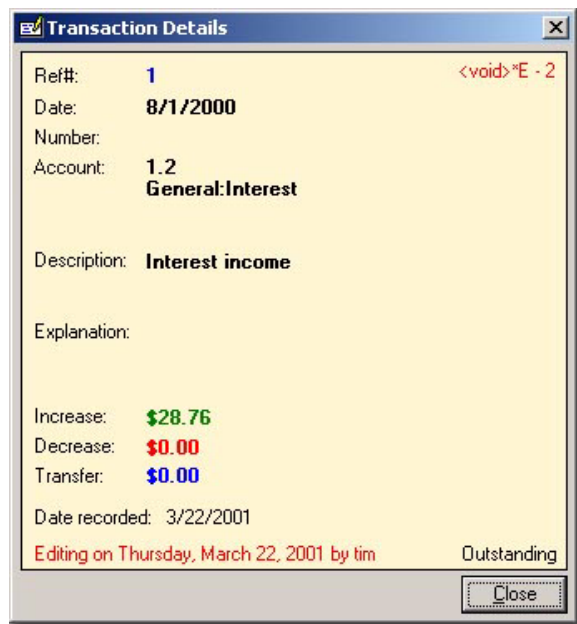 Transaction Details
Ref#: 1 <void>*E - 2
Date: 8/1/2000
Number:
Account: 1.2
General:Interest
Description: Interest income
Explanation:
Increase: $28.76
Decrease: $0.00
Transfer: $0.00
Date recorded: 3/22/2001
Editing on Thursday, March 22, 2001 by tim Outstanding
Close